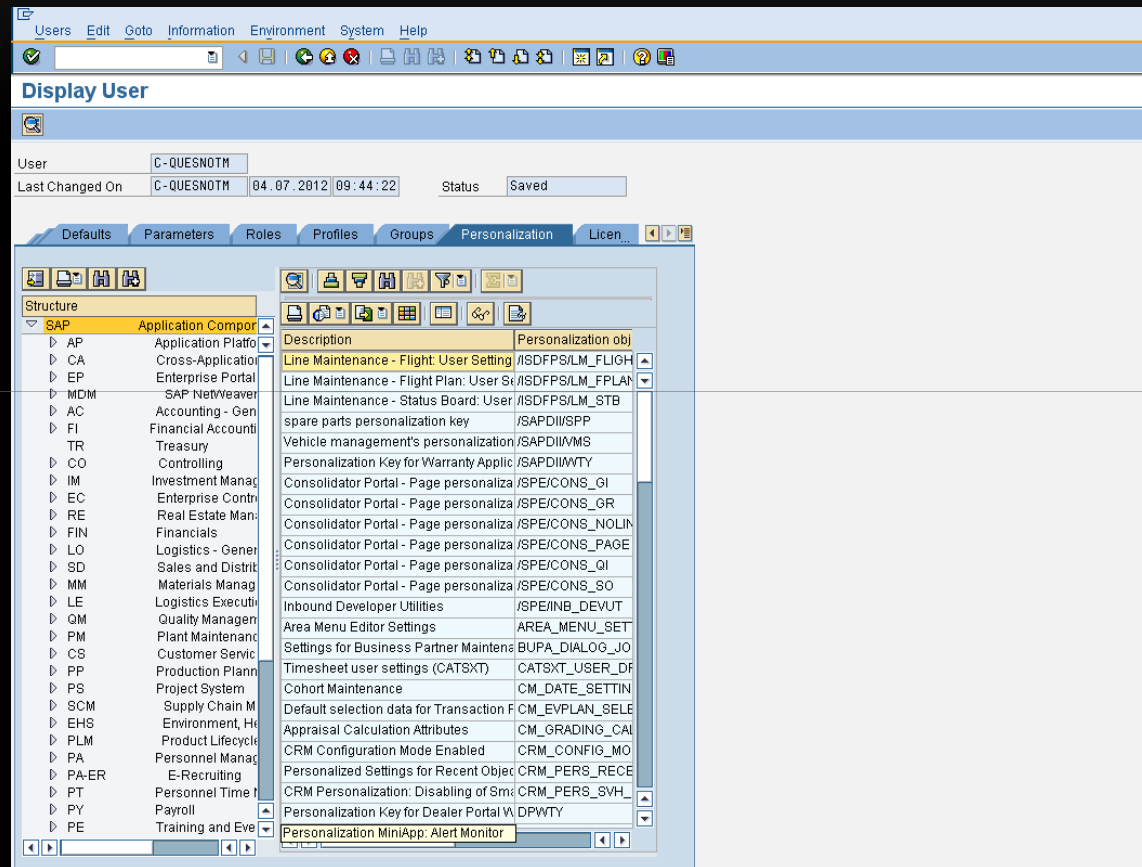 Users Edit Goto Information Environment System Help
Display User
User C-QUESNOTM
Last Changed On C-QUESNOTM 04.07.2012 09:44:22 Status Saved
Defaults Parameters Roles Profiles Groups Personalization Licen...
Structure
SAP Application Compor
AP Application Platfo
CA Cross-Application
EP Enterprise Portal
MDM SAP NetWeaver
AC Accounting - Gen
FI Financial Accounti
TR Treasury
CO Controlling
IM Investment Manag
EC Enterprise Contr
RE Real Estate Man
FIN Financials
LO Logistics - Gener
SD Sales and Distrib
MM Materials Manag
LE Logistics Executi
QM Quality Managem
PM Plant Maintenanc
CS Customer Servic
PP Production Plann
PS Project System
SCM Supply Chain M
EHS Environment, He
PLM Product Lifecycle
PA Personnel Manag
PA-ER E-Recruiting
PT Personnel Time
PY Payroll
PE Training and Eve
Description Personalization obj
Line Maintenance - Flight: User Setting /ISDFPS/LM_FLIGH
Line Maintenance - Flight Plan: User Se /ISDFPS/LM_FPLAN
Line Maintenance - Status Board: User /ISDFPS/LM_STB
spare parts personalization key /SAPDII/SPP
Vehicle management's personalization /SAPDII/VMS
Personalization Key for Warranty Applic /SAPDII/WTY
Consolidator Portal - Page personaliza /SPE/CONS_GI
Consolidator Portal - Page personaliza /SPE/CONS_GR
Consolidator Portal - Page personaliza /SPE/CONS_NOLIN
Consolidator Portal - Page personaliza /SPE/CONS_PAGE
Consolidator Portal - Page personaliza /SPE/CONS_QI
Consolidator Portal - Page personaliza /SPE/CONS_SO
Inbound Developer Utilities /SPE/INB_DEVUT
Area Menu Editor Settings AREA_MENU_SET
Settings for Business Partner Maintena BUPA_DIALOG_JO
Timesheet user settings (CATSXT) CATSXT_USER_DF
Cohort Maintenance CM_DATE_SETTIN
Default selection data for Transaction P CM_EVPLAN_SELE
Appraisal Calculation Attributes CM_GRADING_CAL
CRM Configuration Mode Enabled CRM_CONFIG_MO
Personalized Settings for Recent Objec CRM_PERS_RECE
CRM Personalization: Disabling of Sma CRM_PERS_SVH_
Personalization Key for Dealer Portal W DPWTY
Personalization MiniApp: Alert Monitor